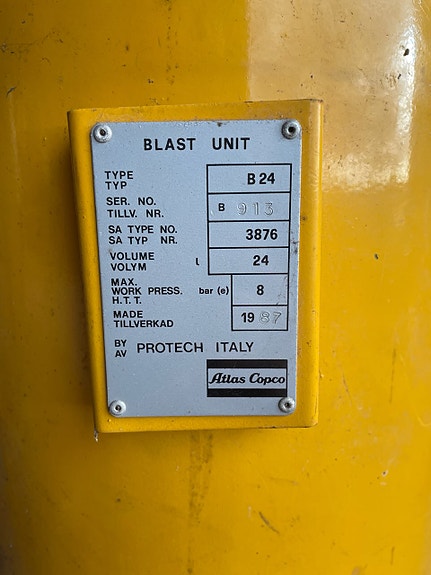 BLAST UNIT
TYPE B 24
TYP
SER. NO.
TILLV. NR. B 913
SA TYPE NO. 3876
SA TYP NR.
VOLUME l 24
VOLYM
MAX.
WORK PRESS. bar (e) 8
H.T.T.
MADE 1987
TILLVERKAD
BY PROTECH ITALY
AV
Atlas Copco